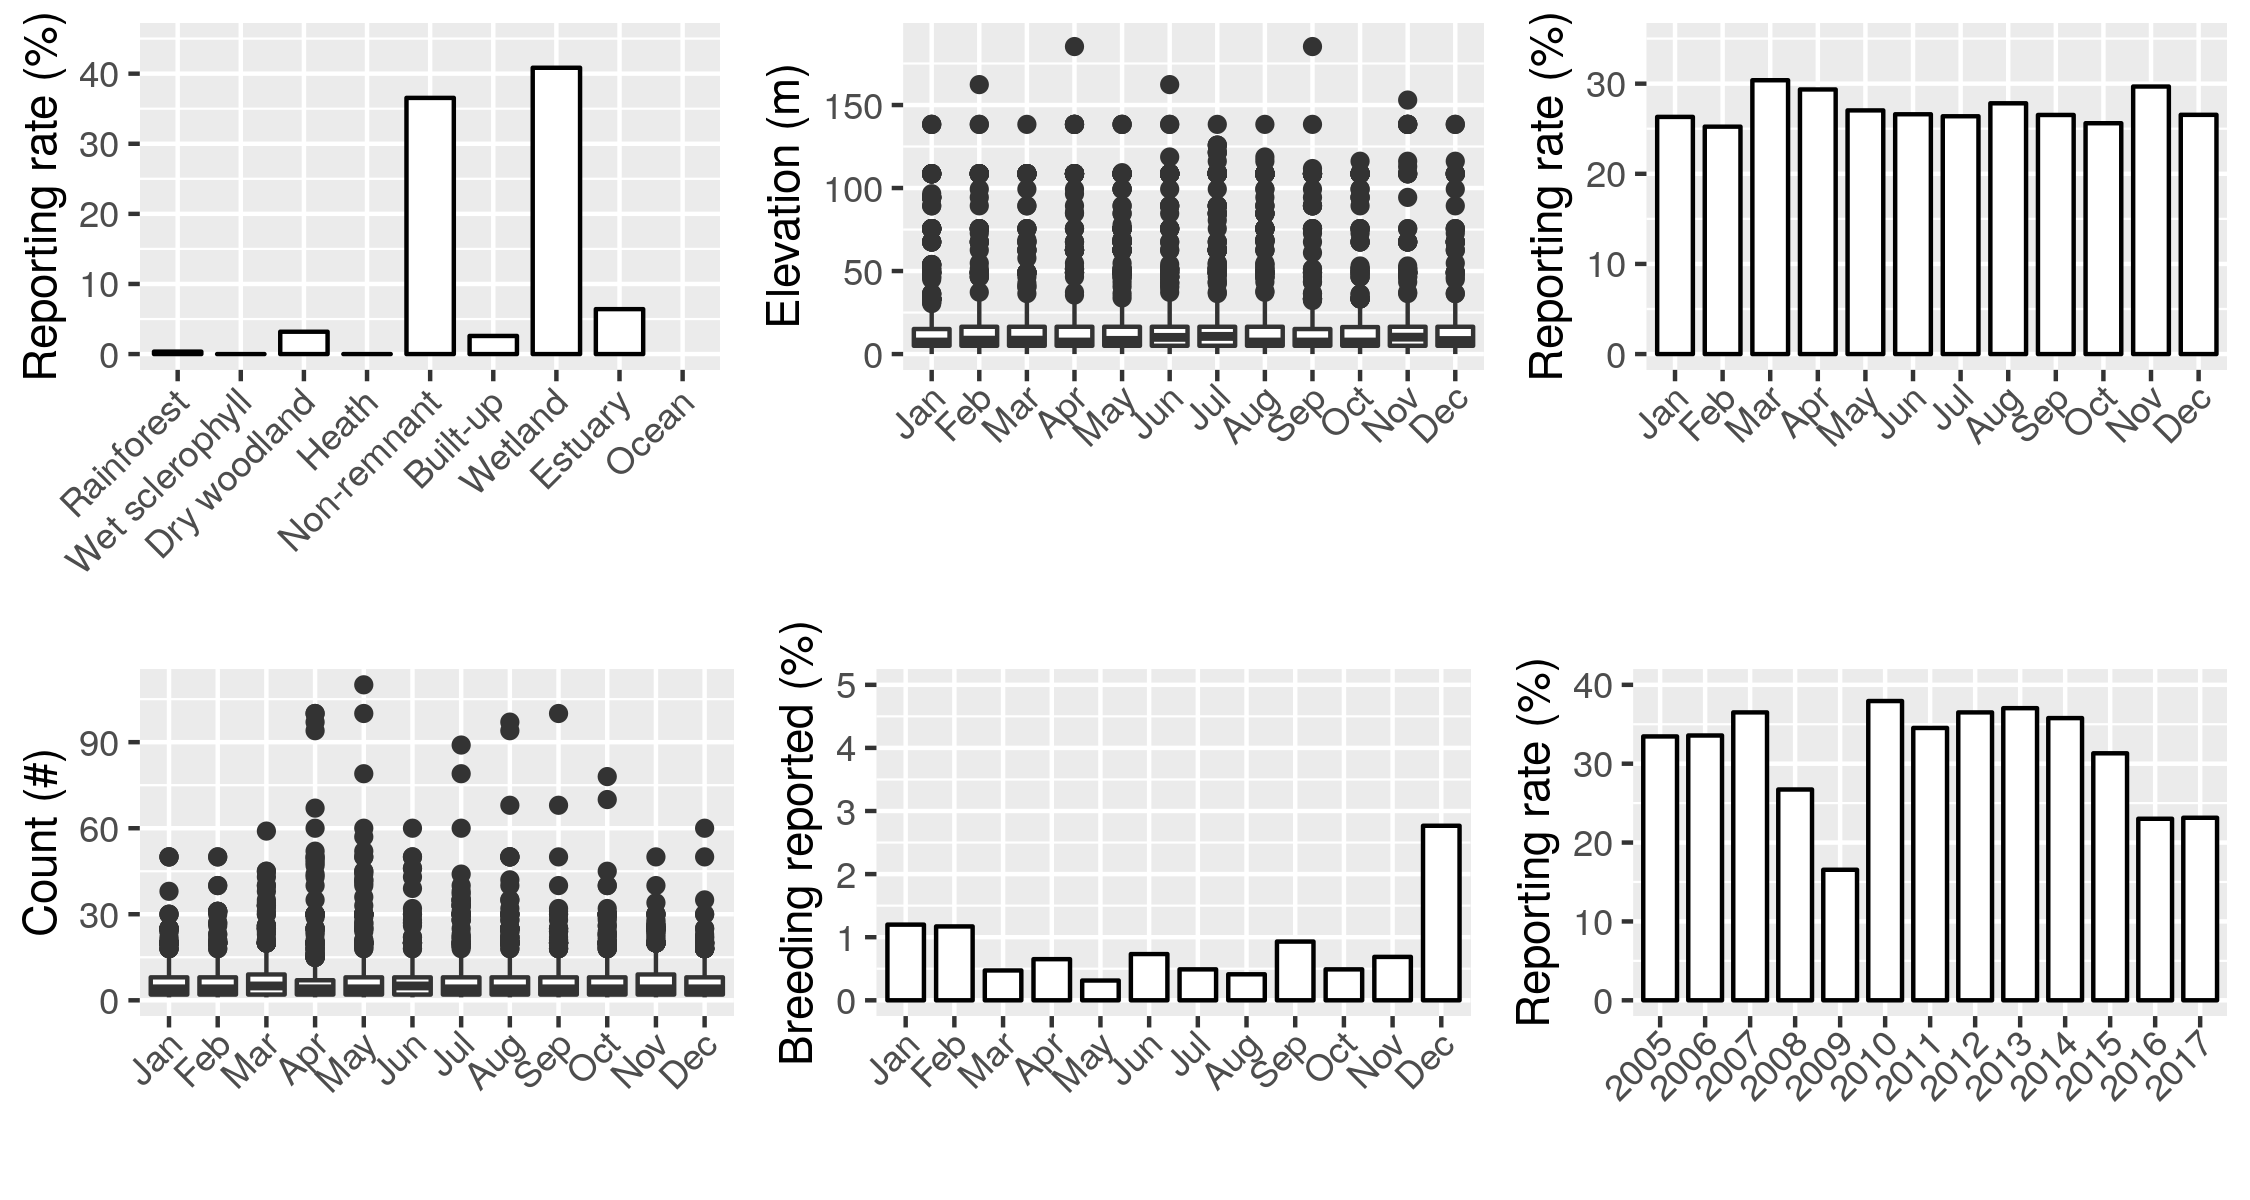 Reporting rate (%)
40
30
20
10
0
Rainforest
Wet sclerophyll
Dry woodland
Heath
Non-remnant
Built-up
Wetland
Estuary
Ocean
Elevation (m)
150
100
50
0
Jan
Feb
Mar
Apr
May
Jun
Jul
Aug
Sep
Oct
Nov
Dec
Reporting rate (%)
30
20
10
0
Jan
Feb
Mar
Apr
May
Jun
Jul
Aug
Sep
Oct
Nov
Dec
Count (#)
90
60
30
0
Jan
Feb
Mar
Apr
May
Jun
Jul
Aug
Sep
Oct
Nov
Dec
Breeding reported (%)
5
4
3
2
1
0
Jan
Feb
Mar
Apr
May
Jun
Jul
Aug
Sep
Oct
Nov
Dec
Reporting rate (%)
40
30
20
10
0
2005
2006
2007
2008
2009
2010
2011
2012
2013
2014
2015
2016
2017